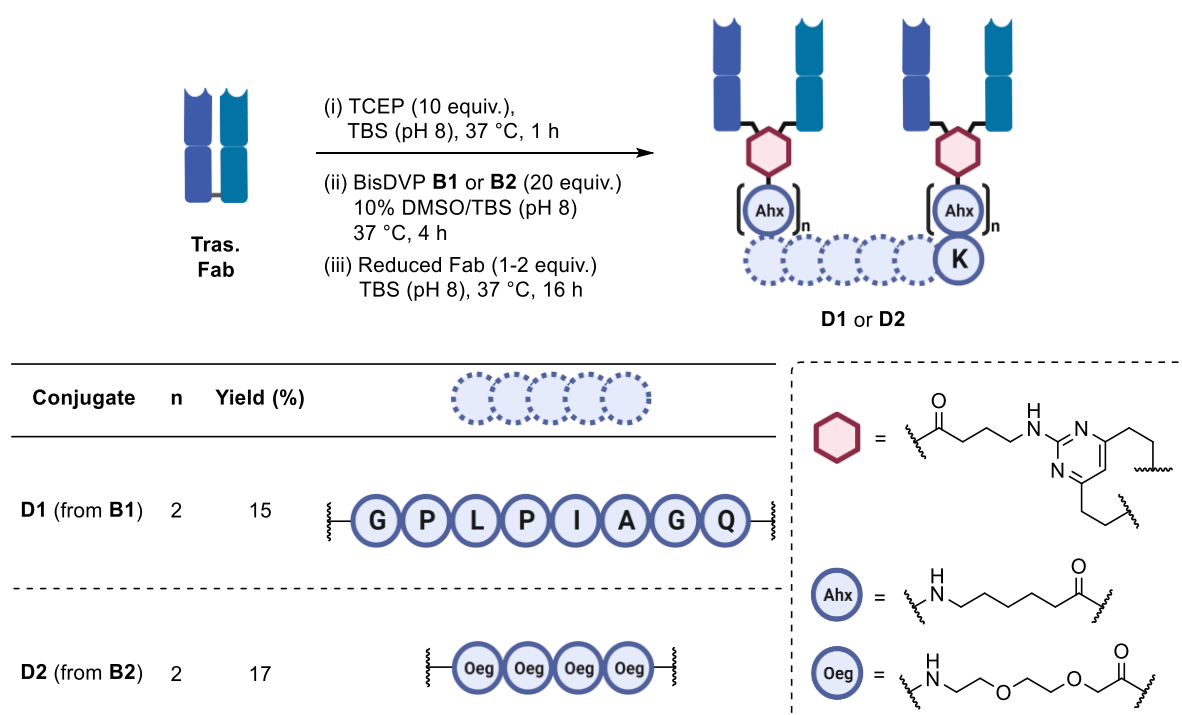 (i) TCEP (10 equiv.),
TBS (pH 8), 37 °C, 1 h
(ii) BisDVP B1 or B2 (20 equiv.)
10% DMSO/TBS (pH 8)
37 °C, 4 h
(iii) Reduced Fab (1-2 equiv.)
TBS (pH 8), 37 °C, 16 h
Tras.
Fab
Ahx n Ahx n
K
D1 or D2
Conjugate n Yield (%)
D1 (from B1) 2 15 G P L P I A G Q
D2 (from B2) 2 17 Oeg Oeg Oeg Oeg
= O H N N N
Ahx = H N O
Oeg = H N O O O